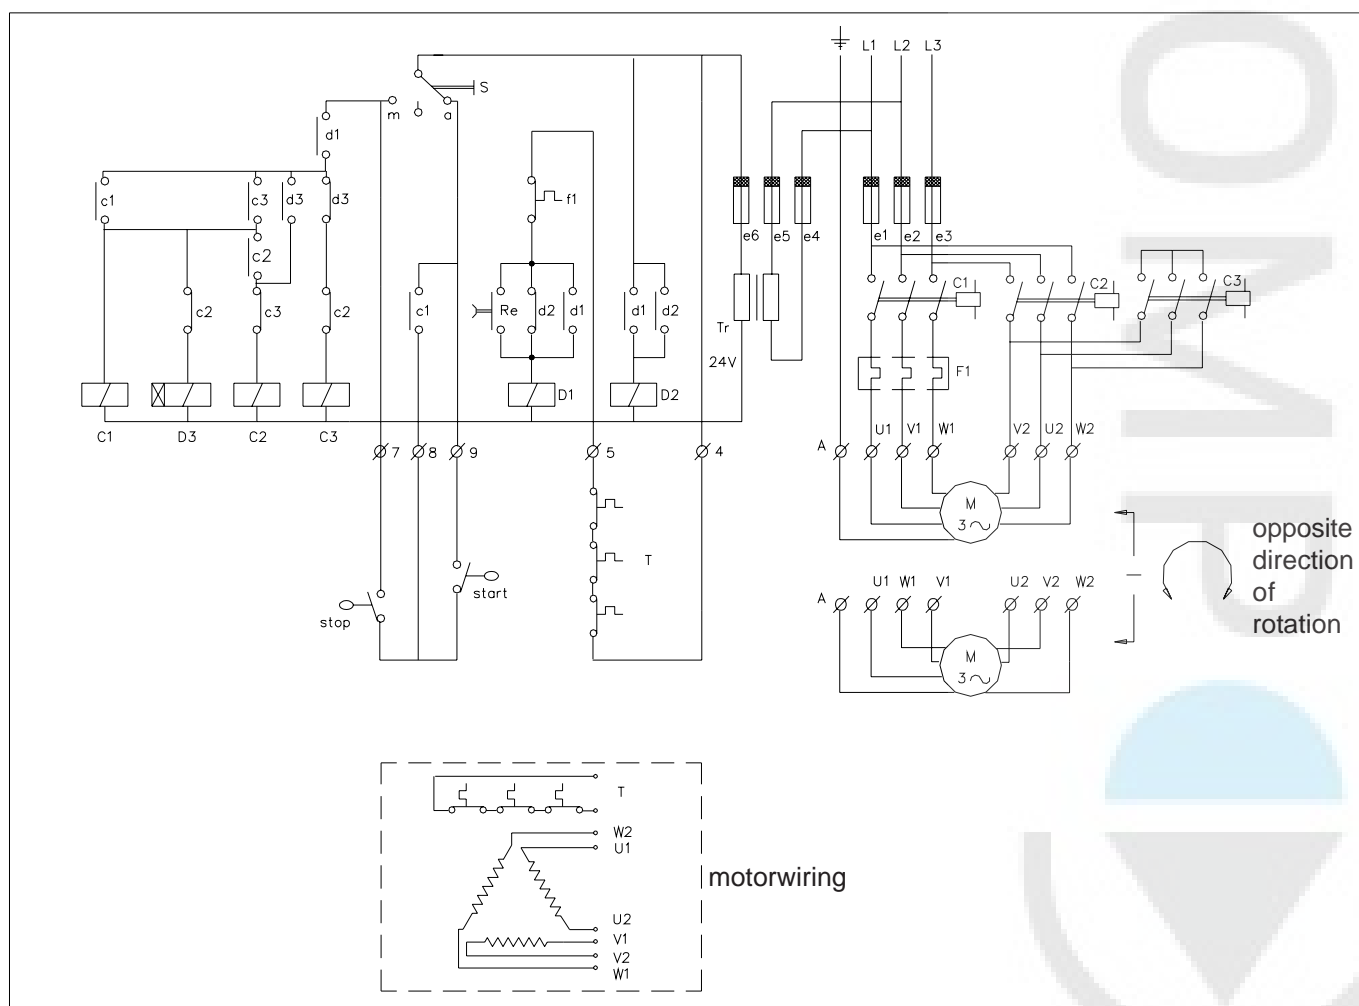 L1 L2 L3
S
m a
d1
c1 c3 d3 d3
f1
e6 e5 e4 e1 e2 e3
c2
C1 C2 C3
c2 c3 c2 c1 Re d2 d1 d1 d2
Tr
24V
F1
D1 D2
C1 D3 C2 C3
7 8 9 5 4
A U1 V1 W1 V2 U2 W2
M
3
T
start
stop
opposite
direction
of
rotation
A U1 W1 V1 U2 V2 W2
M
3
T
W2
U1
motorwiring
U2
V1
V2
W1
PRIMO